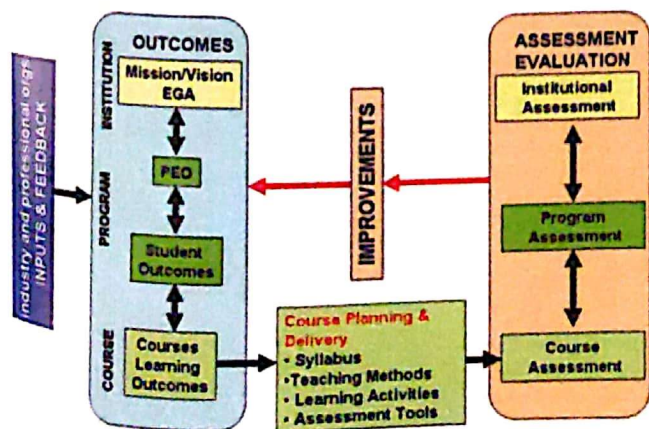 Industry and professional orgs
INPUTS & FEEDBACK
OUTCOMES
INSTITUTION
Mission/Vision
EGA
PROGRAM
PEO
Student
Outcomes
COURSE
Courses
Learning
Outcomes
Course Planning &
Delivery
• Syllabus
•Teaching Methods
• Learning Activities
• Assessment Tools
IMPROVEMENTS
ASSESSMENT
EVALUATION
Institutional
Assessment
Program
Assessment
Course
Assessment